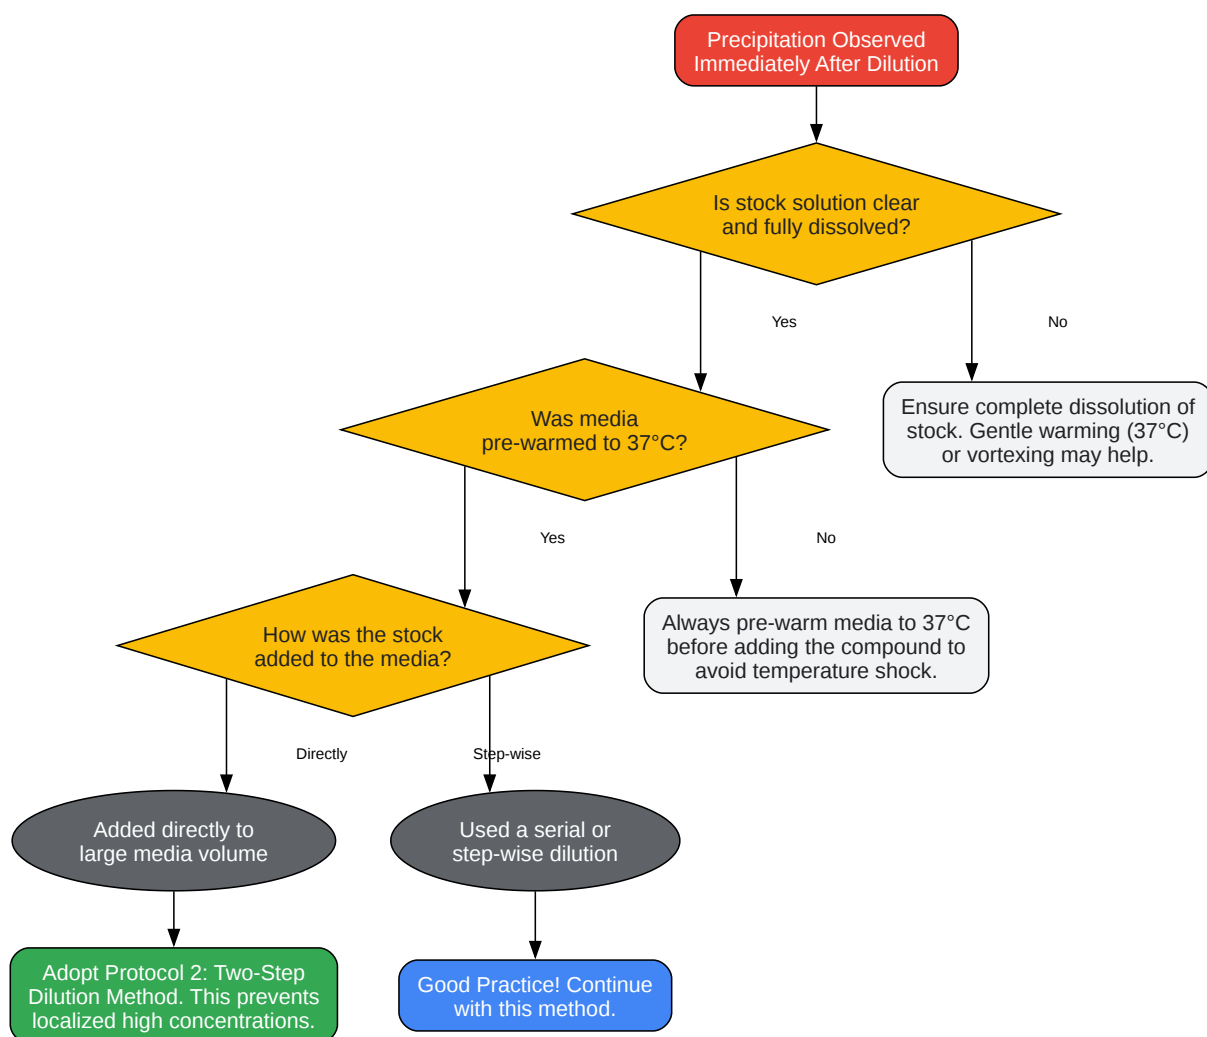 Precipitation Observed
Immediately After Dilution
Is stock solution clear
and fully dissolved?
Yes
No
Was media
pre-warmed to 37°C?
Ensure complete dissolution of
stock. Gentle warming (37°C)
or vortexing may help.
Yes
No
How was the stock
added to the media?
Always pre-warm media to 37°C
before adding the compound to
avoid temperature shock.
Directly
Step-wise
Added directly to
large media volume
Used a serial or
step-wise dilution
Adopt Protocol 2: Two-Step
Dilution Method. This prevents
localized high concentrations.
Good Practice! Continue
with this method.